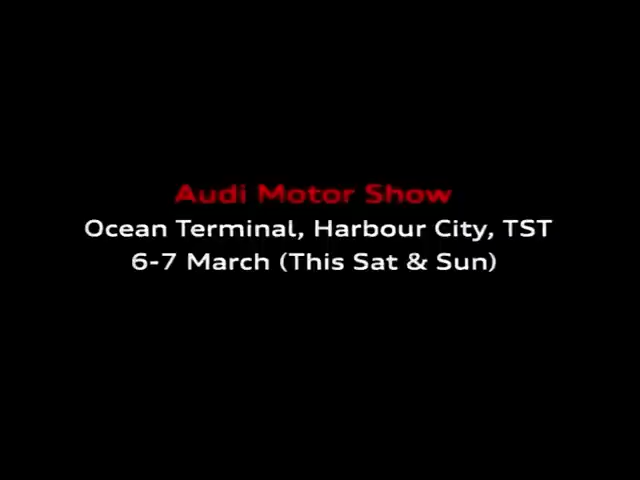 Audi Motor Show
Ocean Terminal, Harbour City, TST
6-7 March (This Sat & Sun)